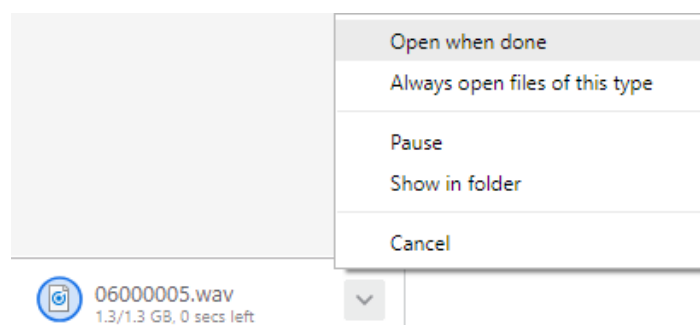 Open when done
Always open files of this type
Pause
Show in folder
Cancel
06000005.wav
1.3/1.3 GB, 0 secs left